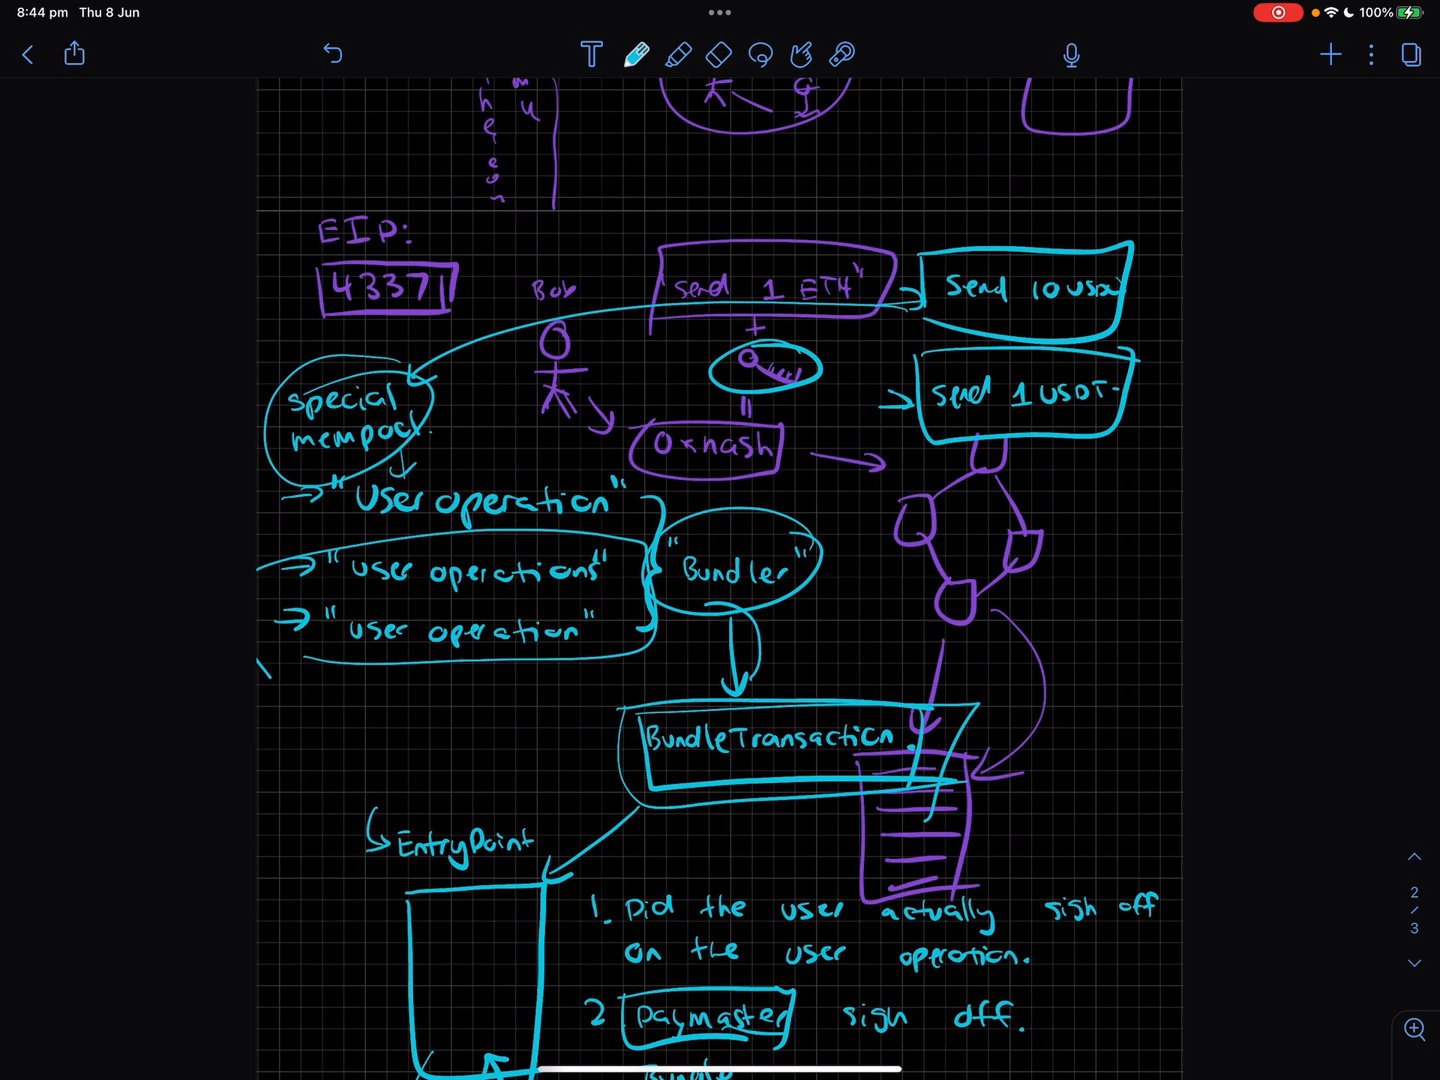 8:44 pm Thu 8 Jun
100%
EIP:
4337
Bob
send 1 ETH"
+
Send 10 USDC
Send 1 USDT
special
mempool.
=
0xhash
"User operation"
"user operations"
"Bundler"
"user operation"
BundleTransaction.
EntryPoint
1. Did the user actually sign off
on the user operation.
2 Paymaster sign off.
Bundle
2
/
3